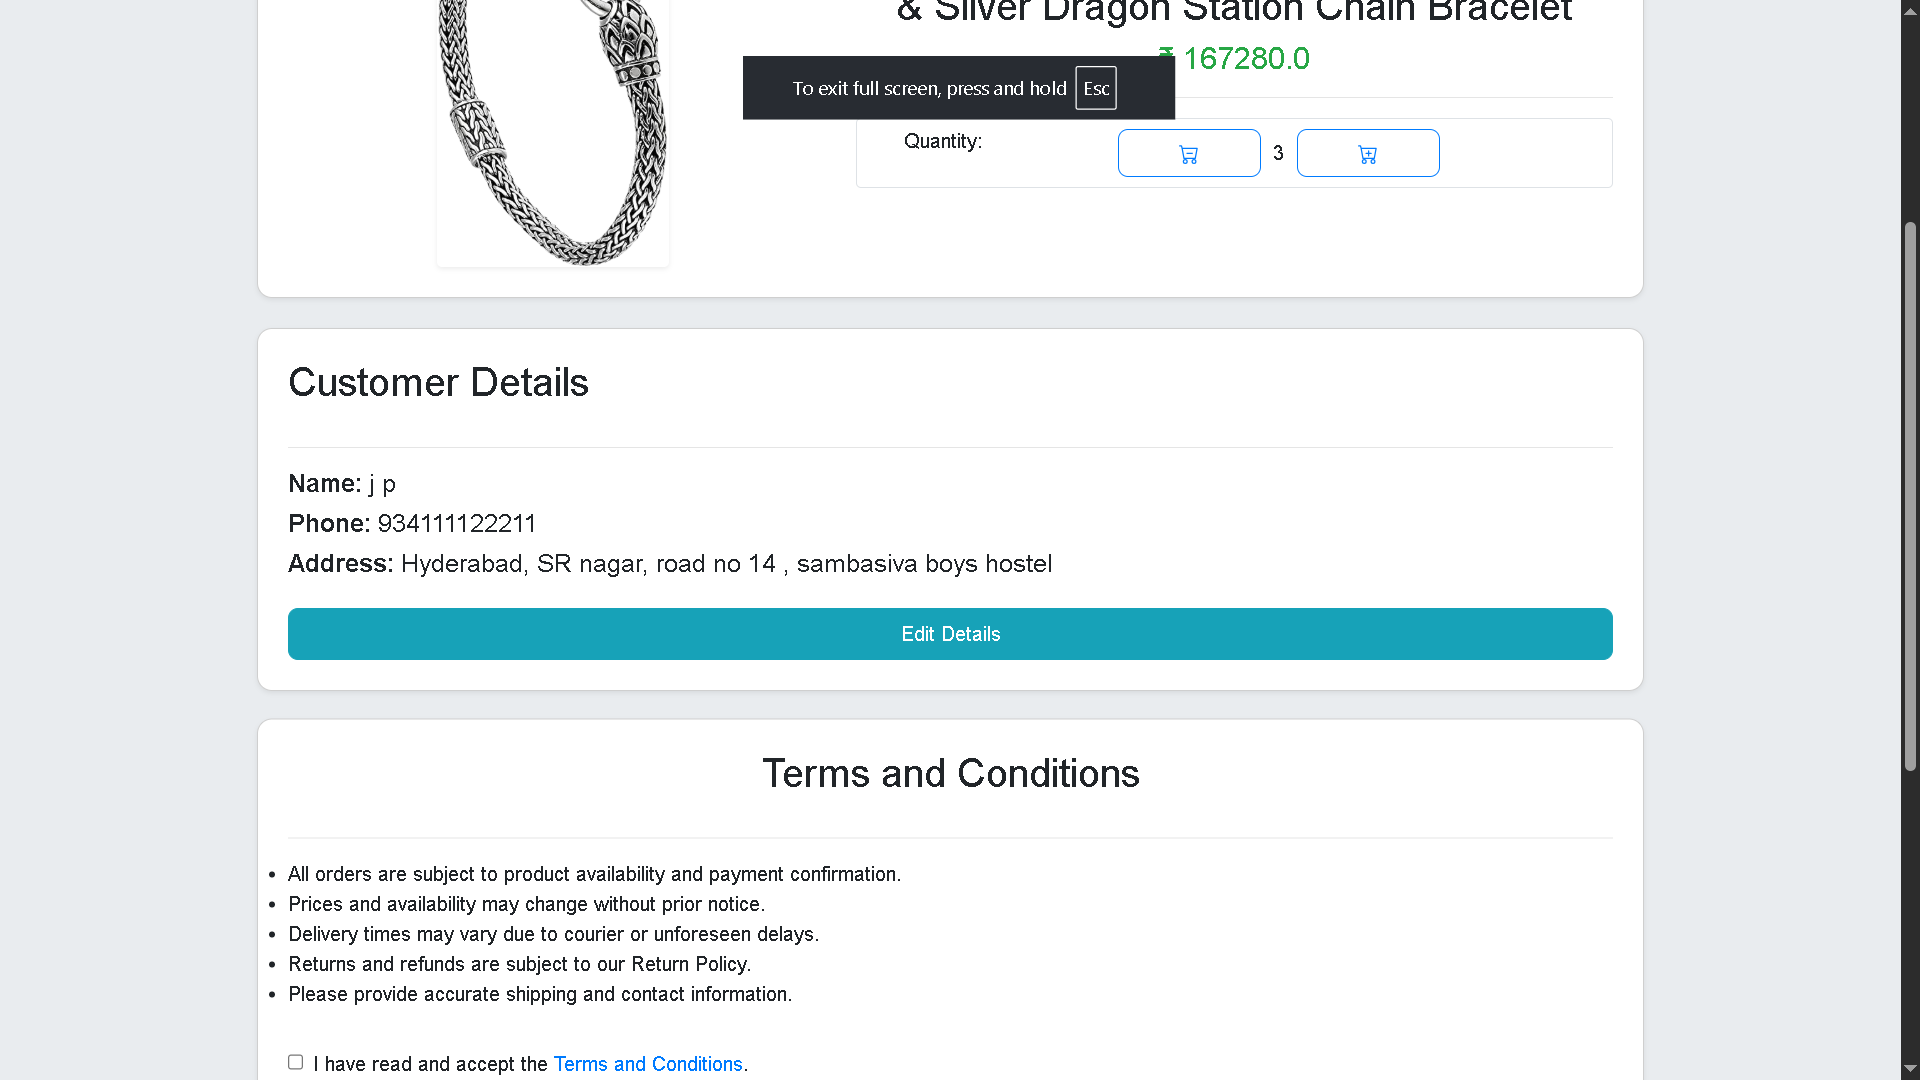 & Silver Dragon Station Chain Bracelet
₹ 167280.0
To exit full screen, press and hold Esc
Quantity:
3
Customer Details
Name: j p
Phone: 934111122211
Address: Hyderabad, SR nagar, road no 14 , sambasiva boys hostel
Edit Details
Terms and Conditions
• All orders are subject to product availability and payment confirmation.
• Prices and availability may change without prior notice.
• Delivery times may vary due to courier or unforeseen delays.
• Returns and refunds are subject to our Return Policy.
• Please provide accurate shipping and contact information.
I have read and accept the Terms and Conditions.